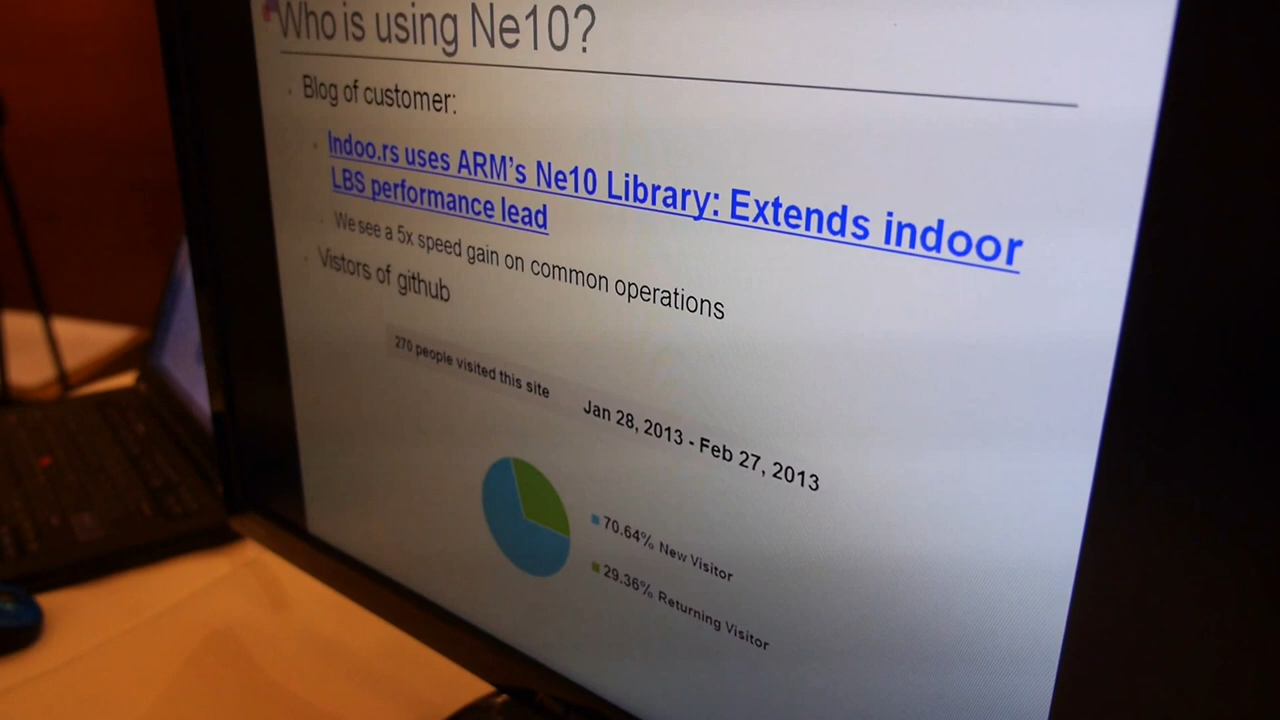 Who is using Ne10?
Blog of customer:
Indoo.rs uses ARM's Ne10 Library: Extends indoor
LBS performance lead
We see a 5x speed gain on common operations
Vistors of github
270 people visited this site
Jan 28, 2013 - Feb 27, 2013
70.64% New Visitor
29.36% Returning Visitor